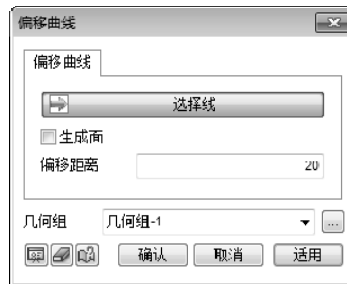 偏移曲线
偏移曲线
选择线
生成面
偏移距离 20
几何组 几何组-1 ...
确认 取消 适用